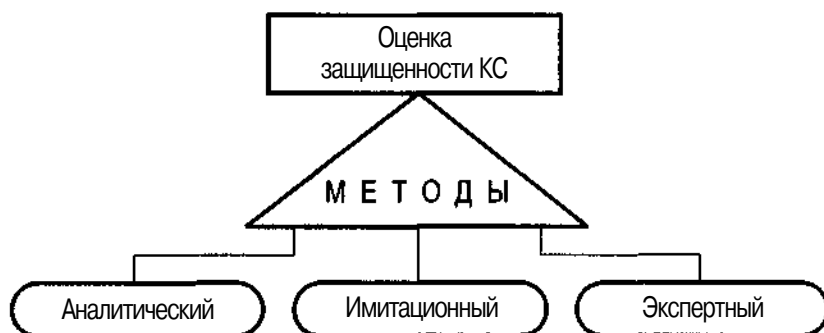 Оценка
защищенности КС
МЕТОДЫ
Аналитический
Имитационный
Экспертный